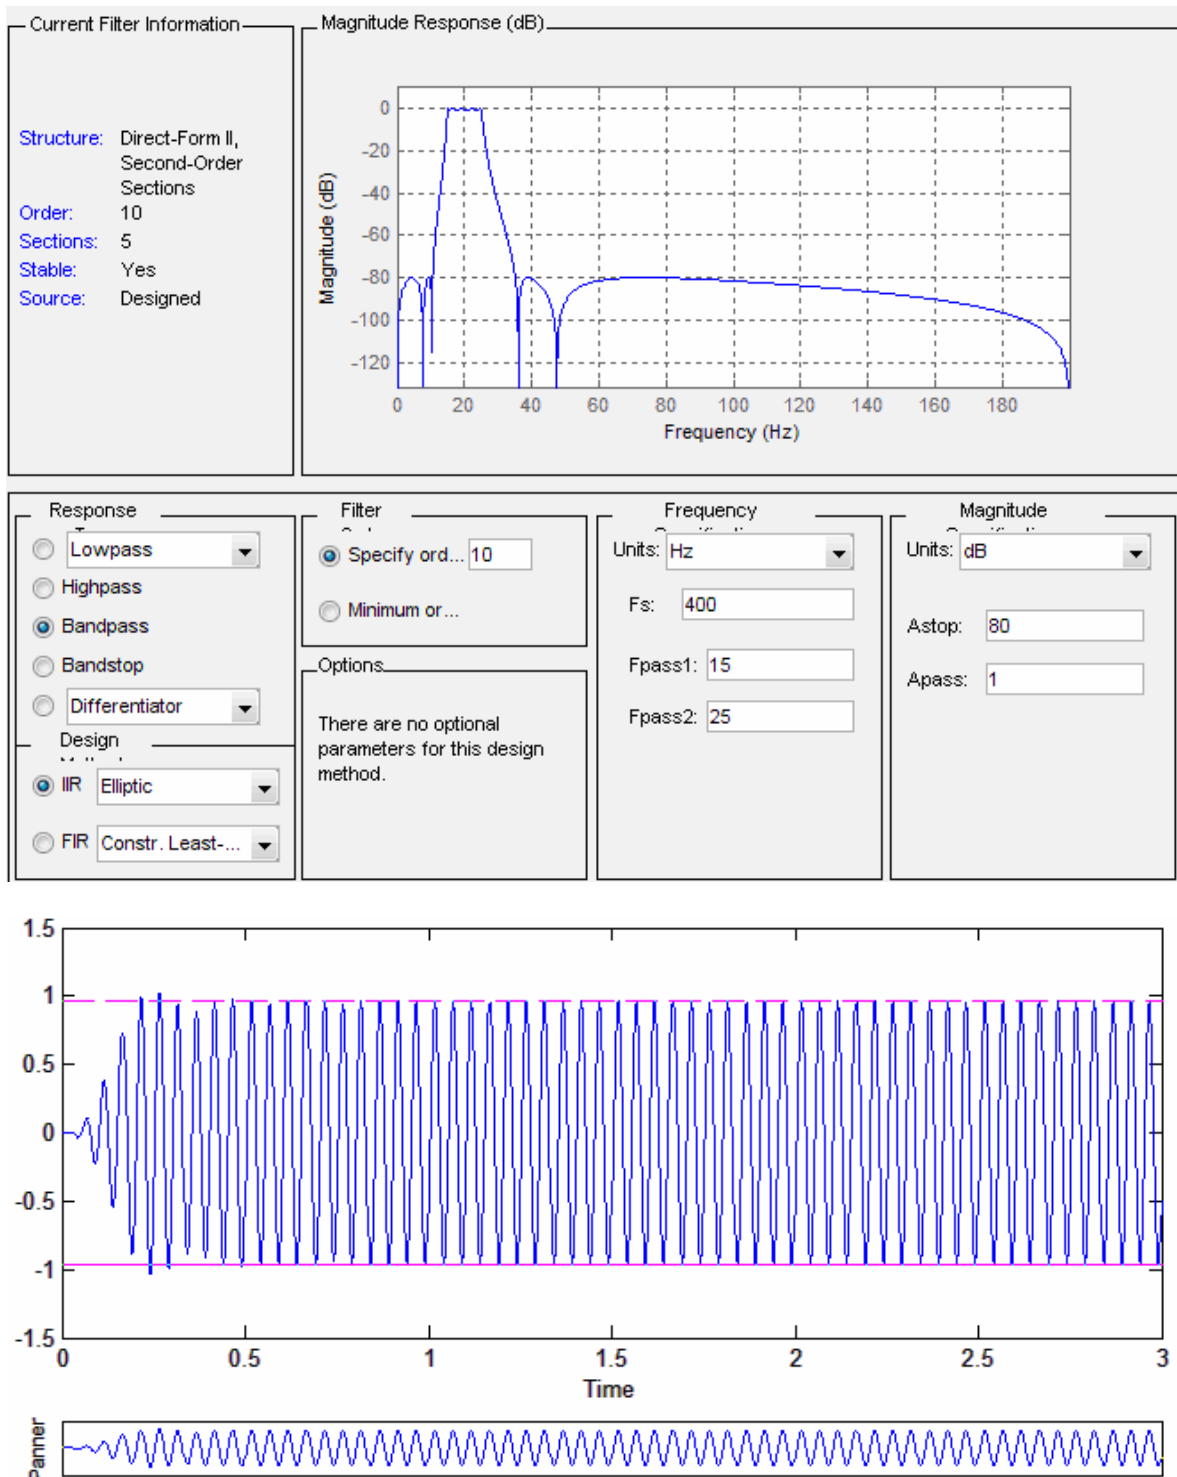 Current Filter Information
Structure: Direct-Form II,
Second-Order
Sections
Order: 10
Sections: 5
Stable: Yes
Source: Designed
Magnitude Response (dB)
Magnitude (dB)
0
-20
-40
-60
-80
-100
-120
0 20 40 60 80 100 120 140 160 180
Frequency (Hz)
Response
Lowpass
Highpass
Bandpass
Bandstop
Differentiator
Design
IIR Elliptic
FIR Constr. Least-...
Filter
Specify ord... 10
Minimum or...
Options
There are no optional
parameters for this design
method.
Frequency
Units: Hz
Fs: 400
Fpass1: 15
Fpass2: 25
Magnitude
Units: dB
Astop: 80
Apass: 1
1.5
1
0.5
0
-0.5
-1
-1.5
0 0.5 1 1.5 2 2.5 3
Time
Panner